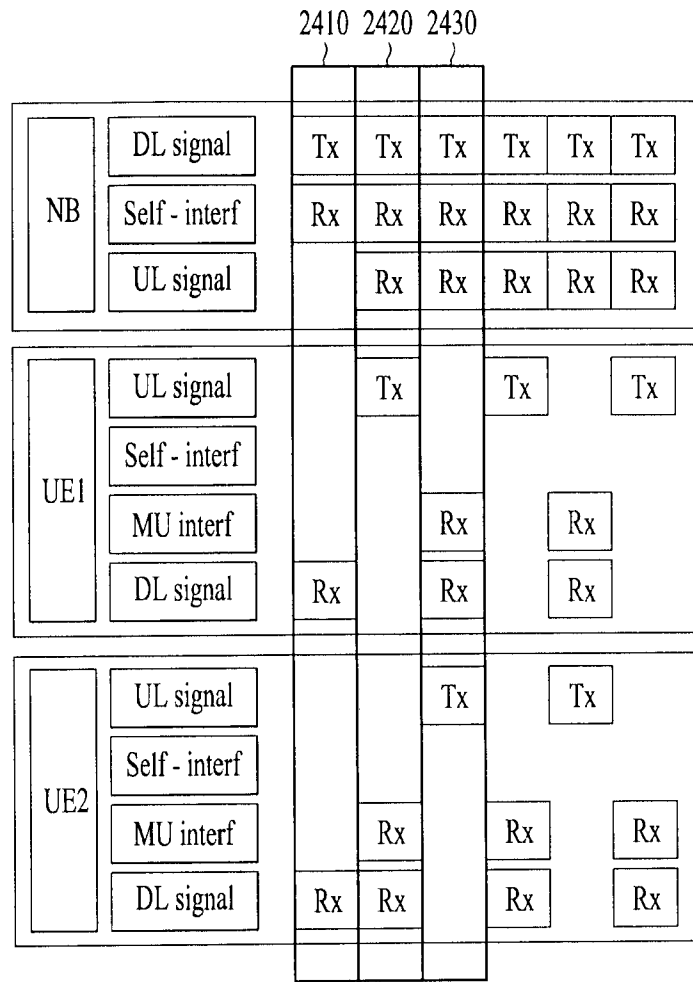 2410 2420 2430
NB
DL signal Tx Tx Tx Tx Tx Tx
Self - interf Rx Rx Rx Rx Rx Rx
UL signal Rx Rx Rx Rx Rx
UE1
UL signal Tx Tx Tx
Self - interf
MU interf Rx Rx
DL signal Rx Rx Rx
UE2
UL signal Tx Tx
Self - interf
MU interf Rx Rx Rx
DL signal Rx Rx Rx Rx